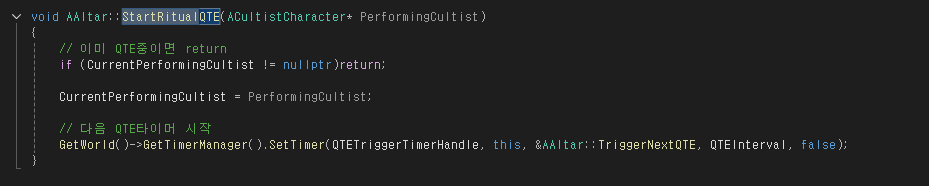 void AAltar::StartRitualQTE(ACultistCharacter* PerformingCultist)
{
// 이미 QTE중이면 return
if (CurrentPerformingCultist != nullptr)return;
CurrentPerformingCultist = PerformingCultist;
// 다음 QTE타이머 시작
GetWorld()->GetTimerManager().SetTimer(QTETriggerTimerHandle, this, &AAltar::TriggerNextQTE, QTEInterval, false);
}